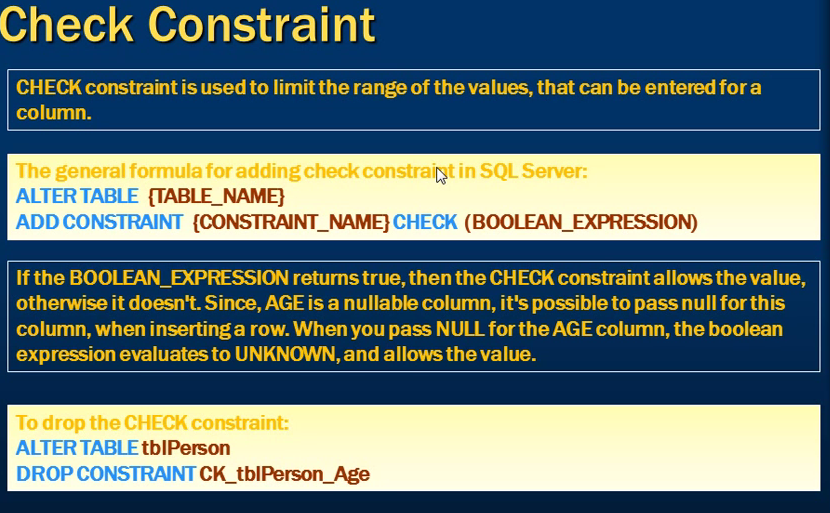 Check Constraint
CHECK constraint is used to limit the range of the values, that can be entered for a
column.
The general formula for adding check constraint in SQL Server:
ALTER TABLE {TABLE_NAME}
ADD CONSTRAINT {CONSTRAINT_NAME} CHECK (BOOLEAN_EXPRESSION)
If the BOOLEAN_EXPRESSION returns true, then the CHECK constraint allows the value,
otherwise it doesn't. Since, AGE is a nullable column, it's possible to pass null for this
column, when inserting a row. When you pass NULL for the AGE column, the boolean
expression evaluates to UNKNOWN, and allows the value.
To drop the CHECK constraint:
ALTER TABLE tblPerson
DROP CONSTRAINT CK_tblPerson_Age